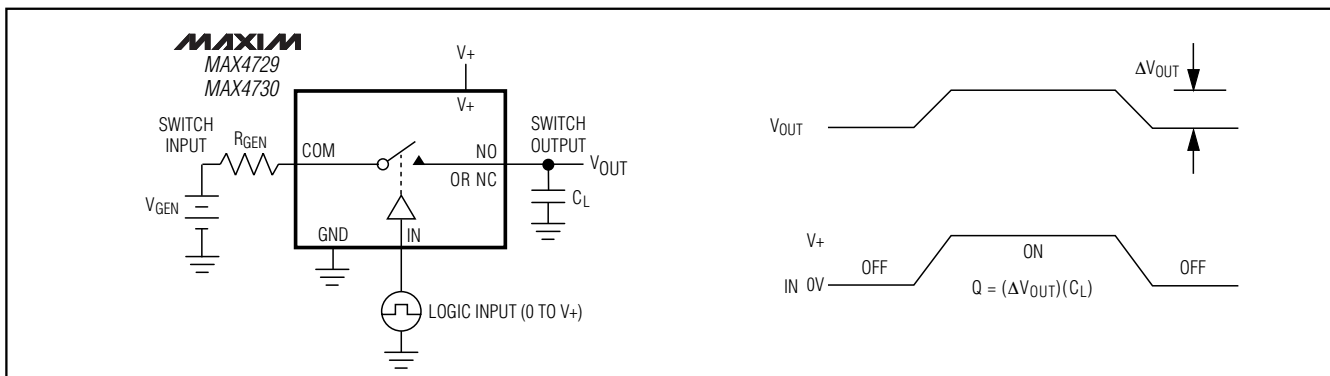 MAXIM
MAX4729
MAX4730
V+
V+
SWITCH
INPUT
RGEN
COM
NO
OR NC
SWITCH
OUTPUT
VOUT
CL
VGEN
GND
IN
LOGIC INPUT (0 TO V+)
ΔVOUT
VOUT
V+
IN 0V
OFF
ON
OFF
Q = (ΔVOUT)(CL)